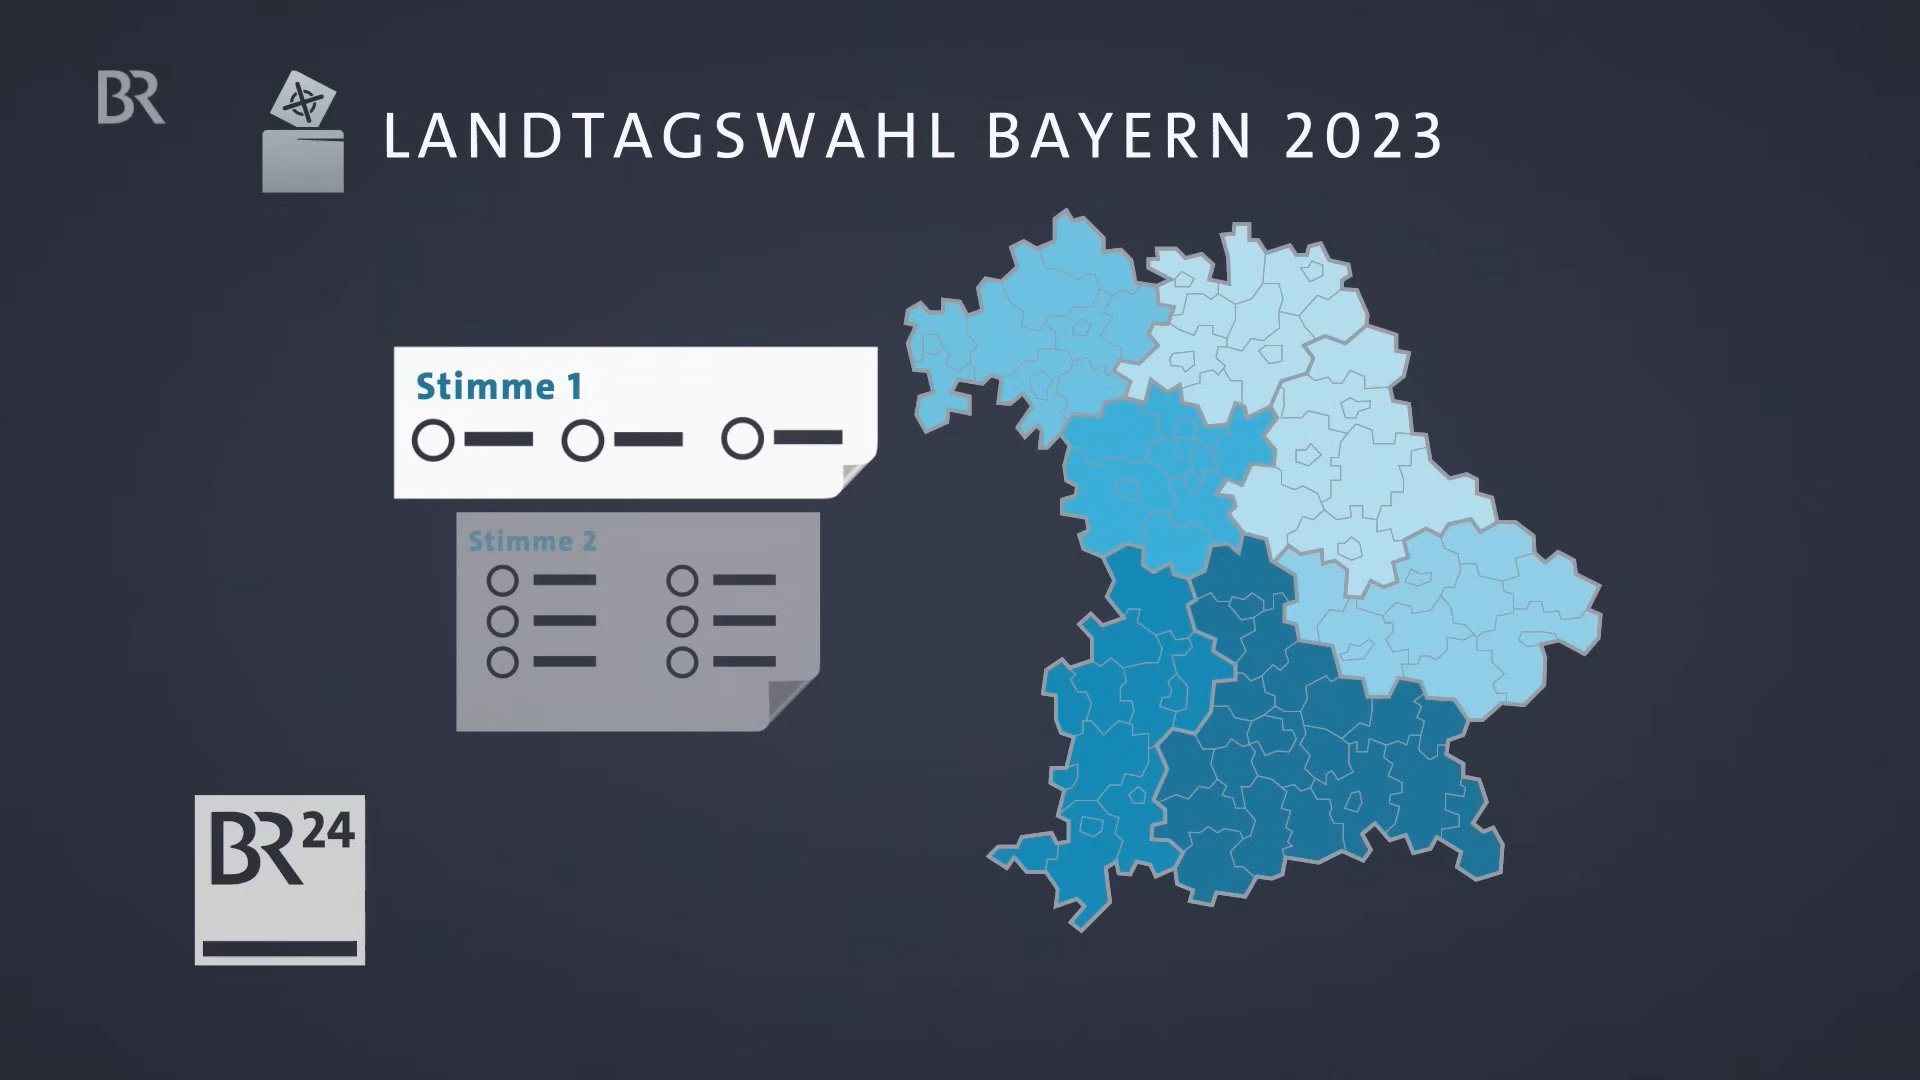 BR
LANDTAGSWAHL BAYERN 2023
Stimme 1
Stimme 2
BR24